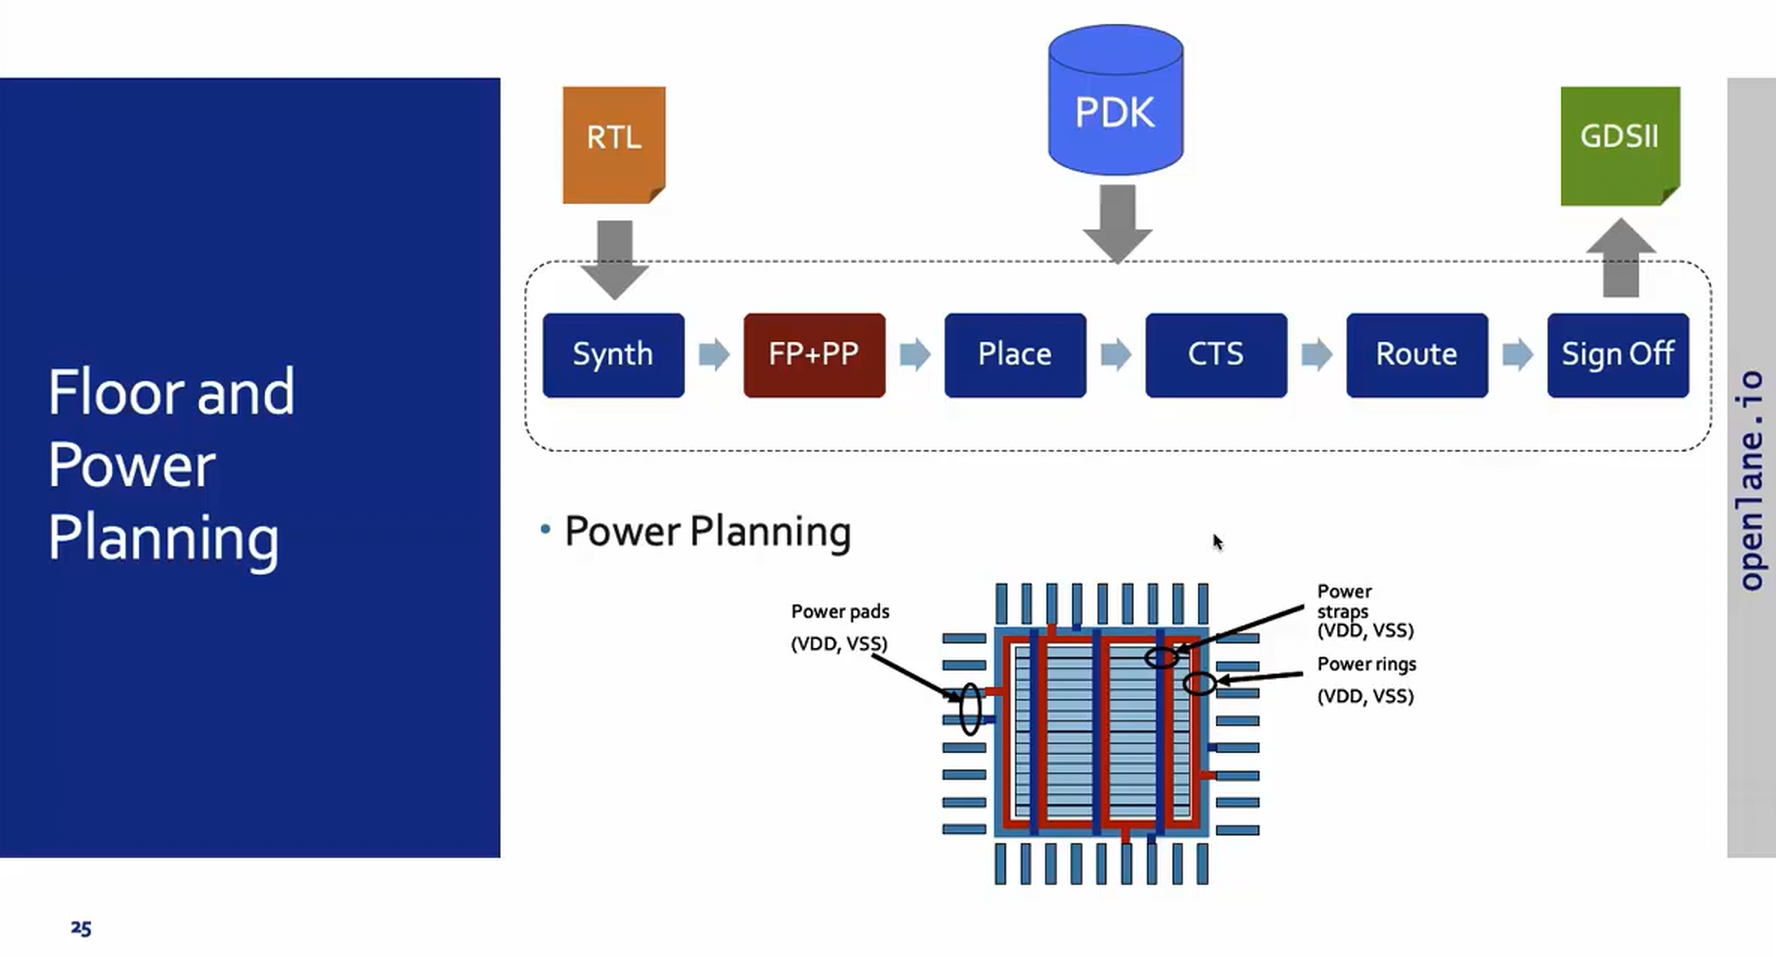 RTL
PDK
GDSII
Synth
FP+PP
Place
CTS
Route
Sign Off
Floor and
Power
Planning
• Power Planning
Power pads
(VDD, VSS)
Power
straps
(VDD, VSS)
Power rings
(VDD, VSS)
openlane.io
25